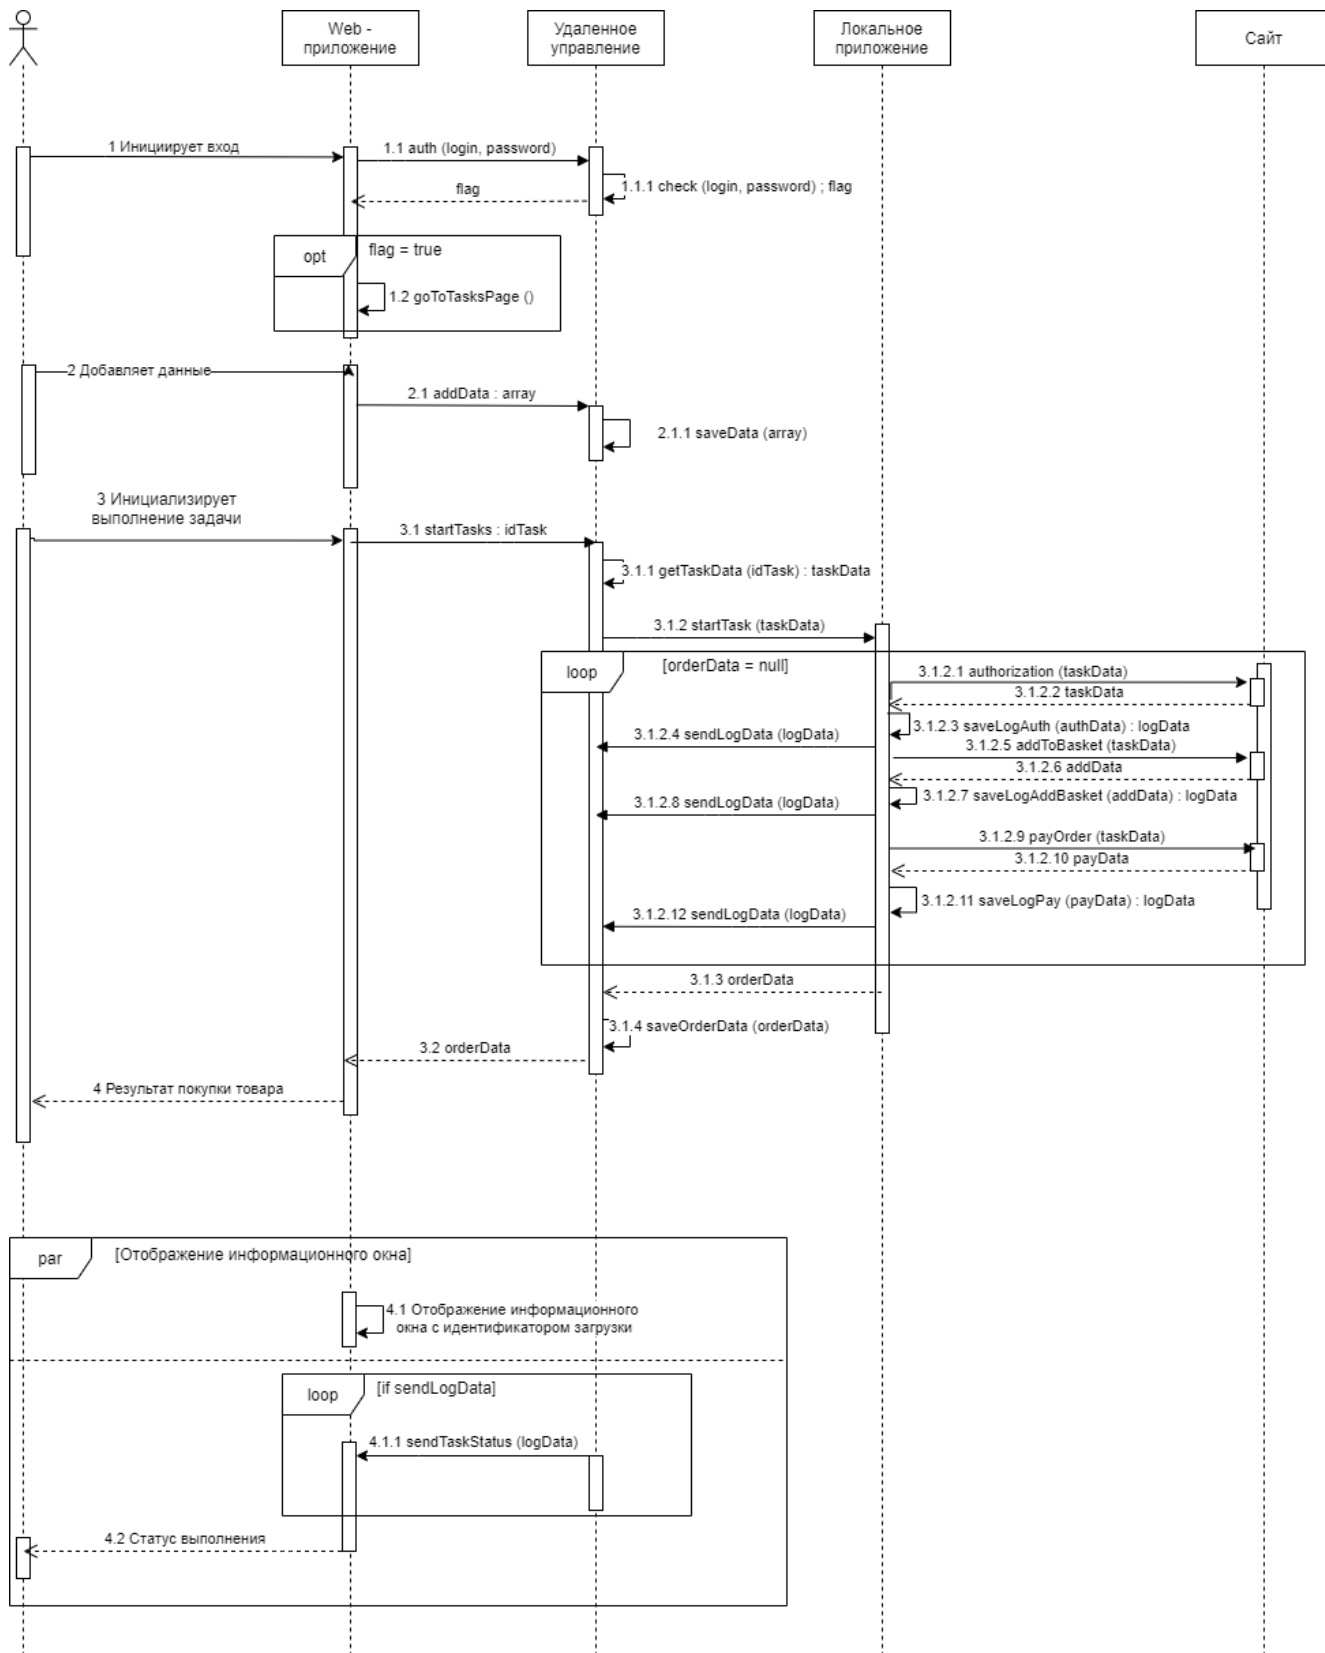 Web -
приложение
Удаленное
управление
Локальное
приложение
Сайт
1 Инициирует вход
1.1 auth (login, password)
1.1.1 check (login, password) ; flag
flag
opt
flag = true
1.2 goToTasksPage ()
2 Добавляет данные
2.1 addData : array
2.1.1 saveData (array)
3 Инициализирует
выполнение задачи
3.1 startTasks : idTask
3.1.1 getTaskData (idTask) : taskData
3.1.2 startTask (taskData)
loop
[orderData = null]
3.1.2.1 authorization (taskData)
3.1.2.2 taskData
3.1.2.3 saveLogAuth (authData) : logData
3.1.2.4 sendLogData (logData)
3.1.2.5 addToBasket (taskData)
3.1.2.6 addData
3.1.2.7 saveLogAddBasket (addData) : logData
3.1.2.8 sendLogData (logData)
3.1.2.9 payOrder (taskData)
3.1.2.10 payData
3.1.2.11 saveLogPay (payData) : logData
3.1.2.12 sendLogData (logData)
3.1.3 orderData
3.1.4 saveOrderData (orderData)
3.2 orderData
4 Результат покупки товара
par
[Отображение информационного окна]
4.1 Отображение информационного
окна с идентификатором загрузки
loop
[if sendLogData]
4.1.1 sendTaskStatus (logData)
4.2 Статус выполнения